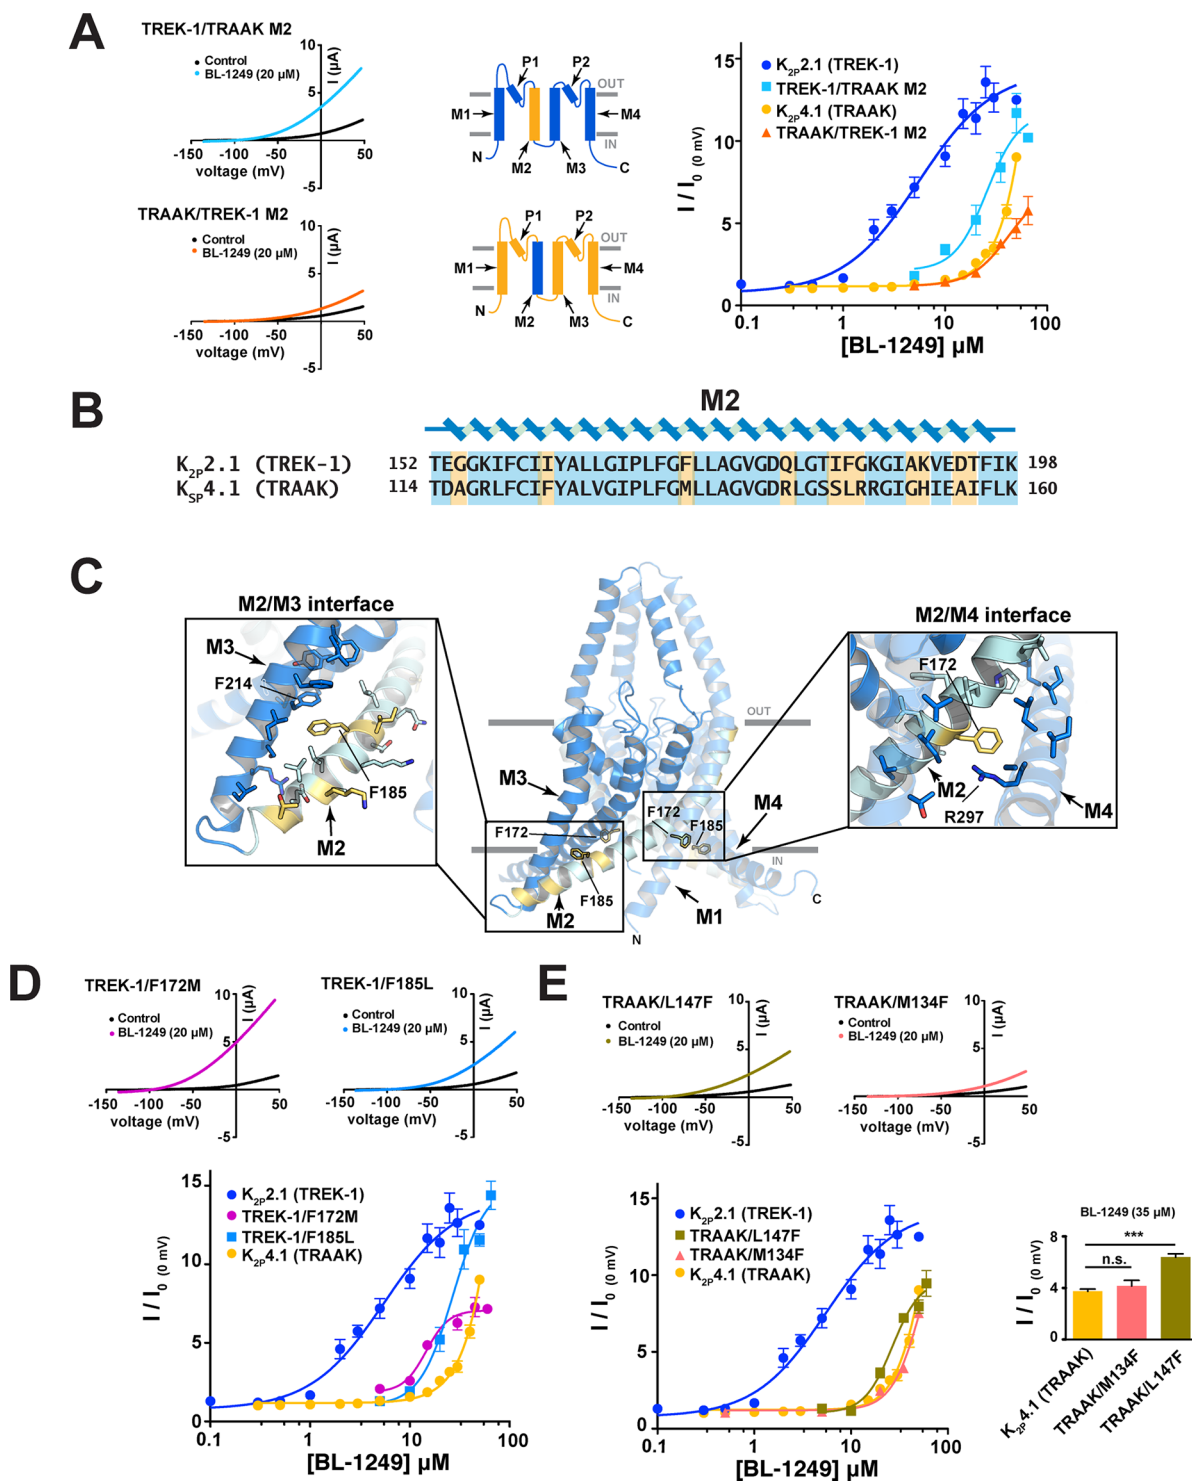 A
TREK-1/TRAAK M2
Control
BL-1249 (20 µM)
10
5
-5
I (µA)
-150 -100 -50 50
voltage (mV)
TRAAK/TREK-1 M2
Control
BL-1249 (20 µM)
10
5
-5
I (µA)
-150 -100 -50 50
voltage (mV)
P1 P2
OUT
M1 M4
IN
N M2 M3 C
P1 P2
OUT
M1 M4
IN
N M2 M3 C
K2P2.1 (TREK-1)
TREK-1/TRAAK M2
K2P4.1 (TRAAK)
TRAAK/TREK-1 M2
I / I0 (0 mV)
15
10
5
0
0.1 1 10 100
[BL-1249] µM
B
M2
K2P2.1 (TREK-1) 152 TEGGKIFCIIYALLGIPLFGFLLAGVGDQLGTIFGKGIAKVEDTFIK 198
KSP4.1 (TRAAK) 114 TDAGRLFCIFYALVGIPLFGMLLAGVGDRLGSSLRRGIGHIEAIFLK 160
C
M2/M3 interface
M3
F214
F185
M2
OUT
M3
F172
F172
F185
M4
F185
M2
M1
IN
C
N
M2/M4 interface
F172
M2
R297
M4
D
TREK-1/F172M
Control
BL-1249 (20 µM)
10
5
-5
I (µA)
-150 -100 -50 50
voltage (mV)
TREK-1/F185L
Control
BL-1249 (20 µM)
10
5
-5
I (µA)
-150 -100 -50 50
voltage (mV)
K2P2.1 (TREK-1)
TREK-1/F172M
TREK-1/F185L
K2P4.1 (TRAAK)
I / I0 (0 mV)
15
10
5
0
0.1 1 10 100
[BL-1249] µM
E
TRAAK/L147F
Control
BL-1249 (20 µM)
10
5
-5
I (µA)
-150 -100 -50 50
voltage (mV)
TRAAK/M134F
Control
BL-1249 (20 µM)
10
5
-5
I (µA)
-150 -100 -50 50
voltage (mV)
K2P2.1 (TREK-1)
TRAAK/L147F
TRAAK/M134F
K2P4.1 (TRAAK)
I / I0 (0 mV)
15
10
5
0
0.1 1 10 100
[BL-1249] µM
BL-1249 (35 µM)
***
n.s.
8
4
0
I / I0 (0 mV)
K2P4.1 (TRAAK)
TRAAK/M134F
TRAAK/L147F